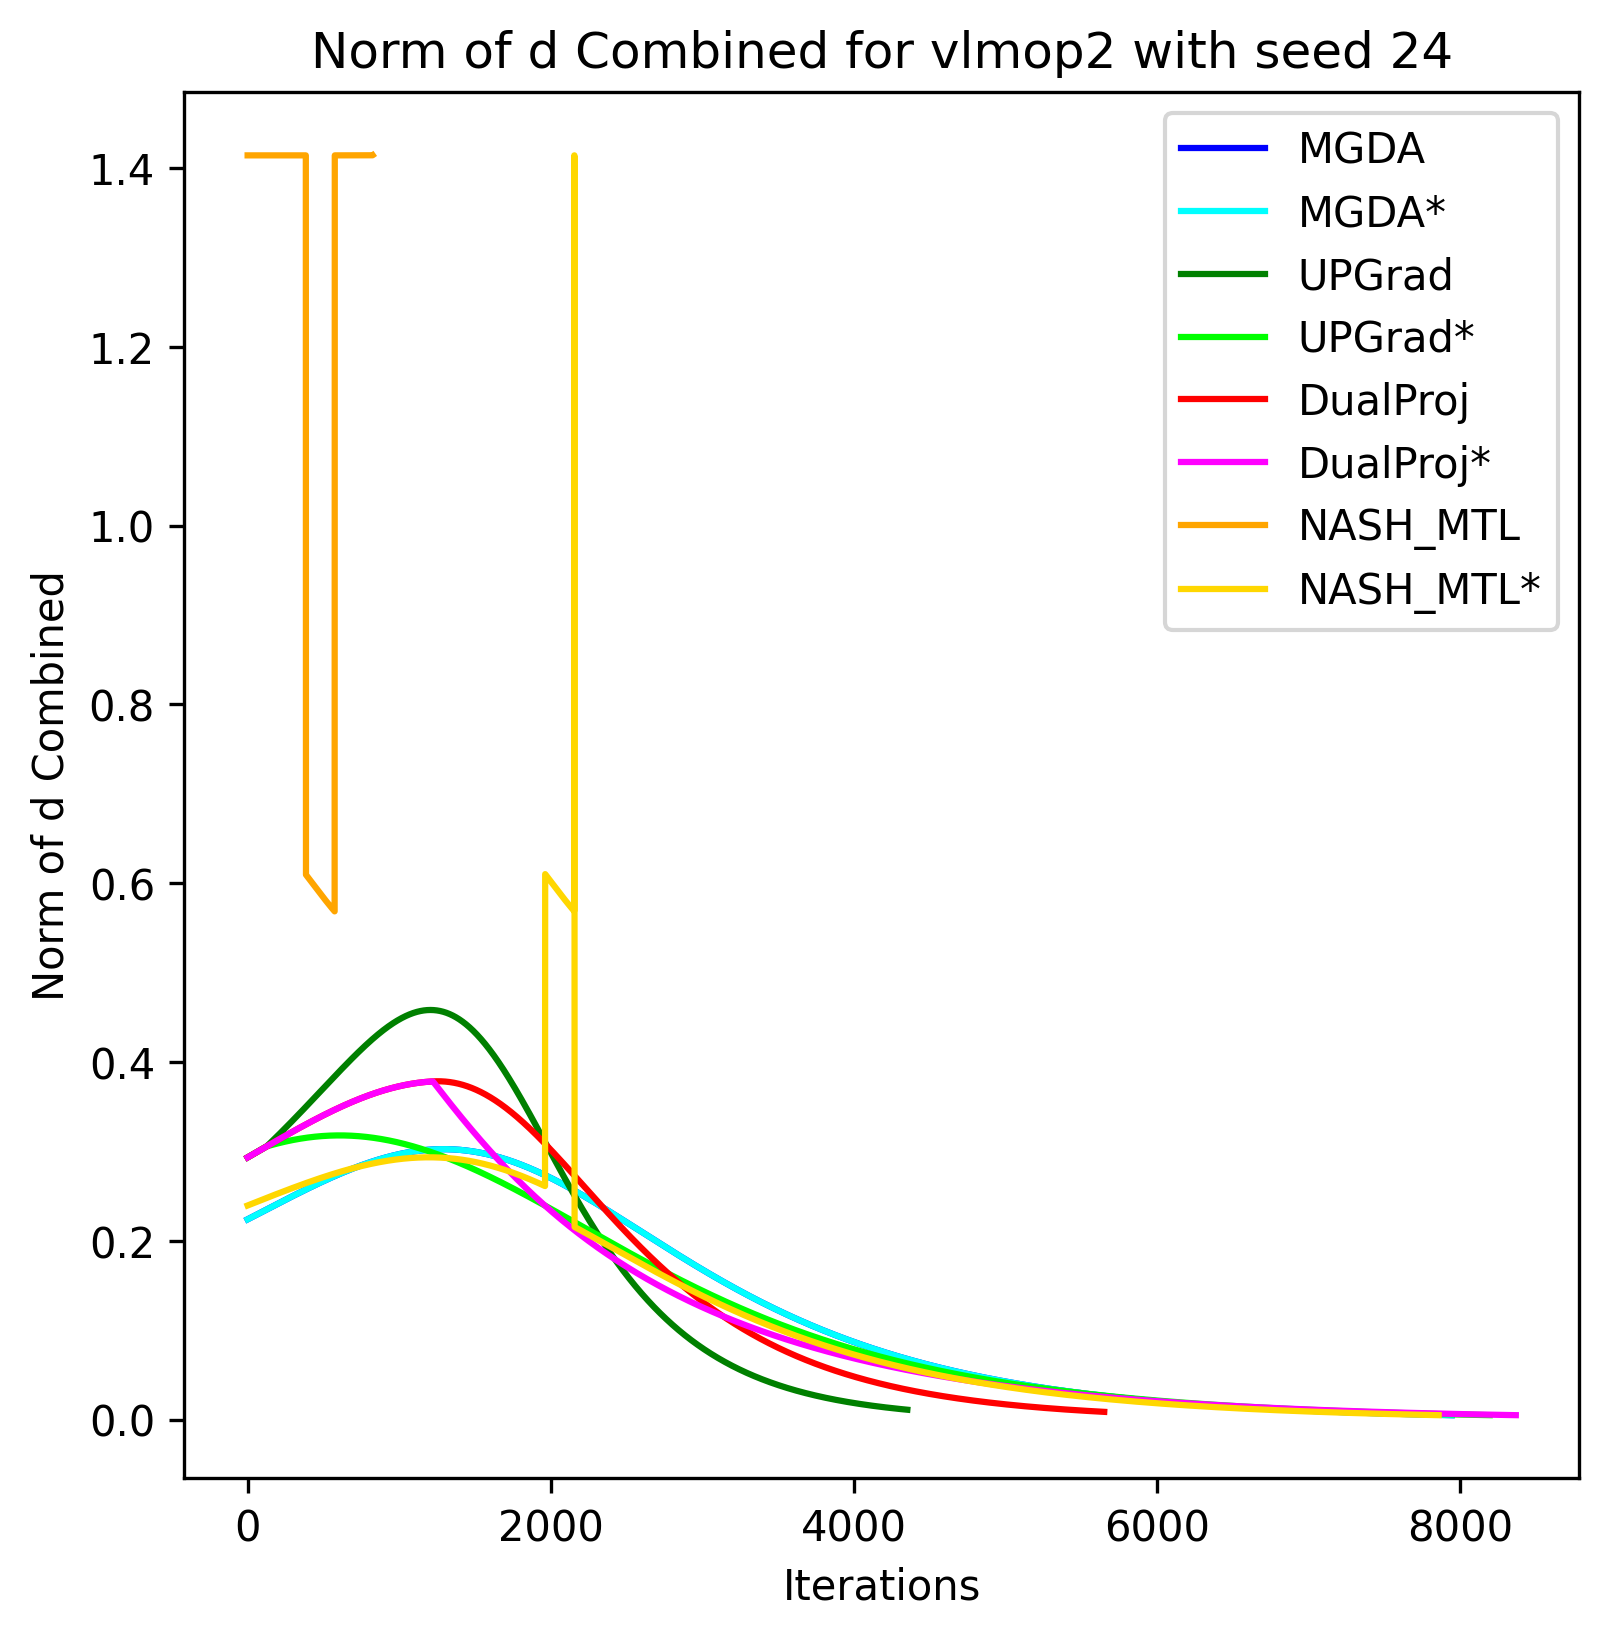 Norm of d Combined for vlmop2 with seed 24
MGDA
MGDA*
UPGrad
UPGrad*
DualProj
DualProj*
NASH_MTL
NASH_MTL*
Norm of d Combined
1.4
1.2
1.0
0.8
0.6
0.4
0.2
0.0
0
2000
4000
6000
8000
Iterations